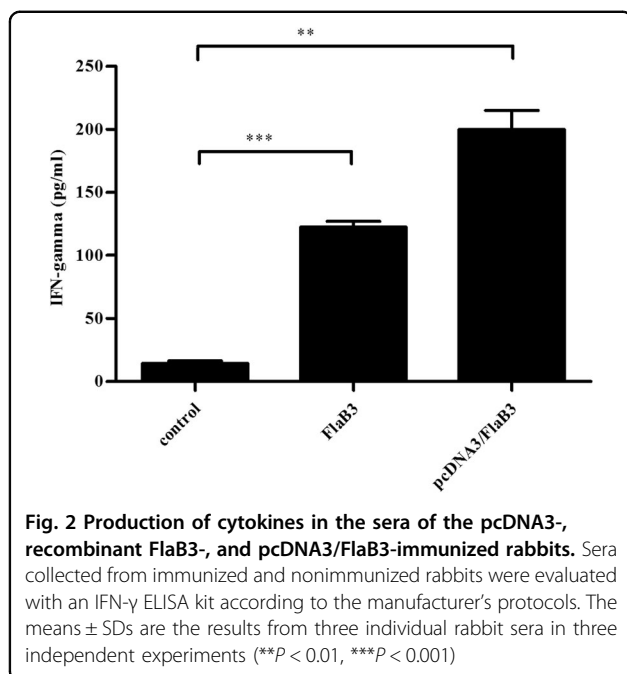 **
250
200
***
150
100
50
0
IFN-gamma (pg/ml)
control
FlaB3
pcDNA3/FlaB3
Fig. 2 Production of cytokines in the sera of the pcDNA3-,
recombinant FlaB3-, and pcDNA3/FlaB3-immunized rabbits. Sera
collected from immunized and nonimmunized rabbits were evaluated
with an IFN-γ ELISA kit according to the manufacturer's protocols. The
means ± SDs are the results from three individual rabbit sera in three
independent experiments (**P < 0.01, ***P < 0.001)